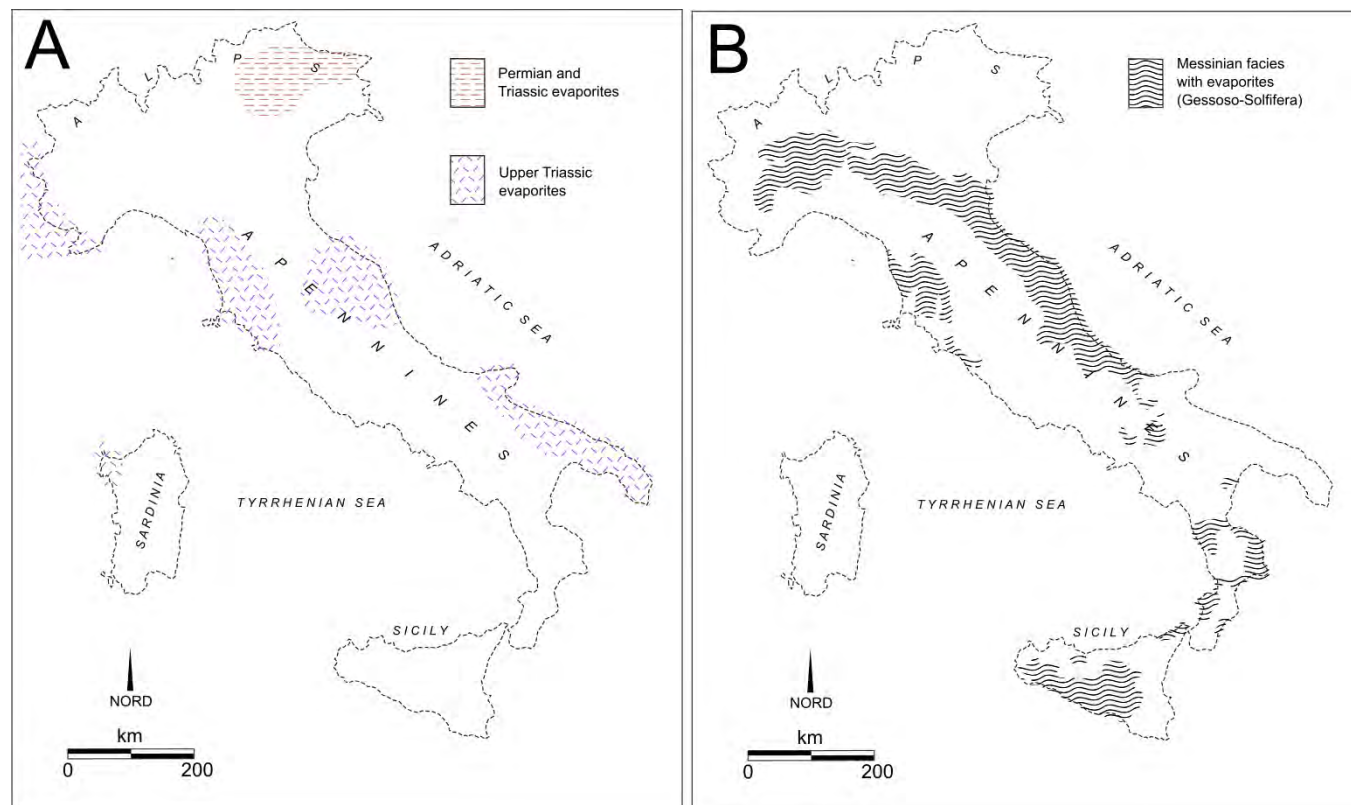 A
A L P S
Permian and
Triassic evaporites
Upper Triassic
evaporites
A P E N N I N E S
ADRIATIC SEA
SARDINIA
TYRRHENIAN SEA
SICILY
NORD
km
0 200
B
A L P S
Messinian facies
with evaporites
(Gessoso-Solfifera)
A P E N N I N E S
ADRIATIC SEA
SARDINIA
TYRRHENIAN SEA
SICILY
NORD
km
0 200